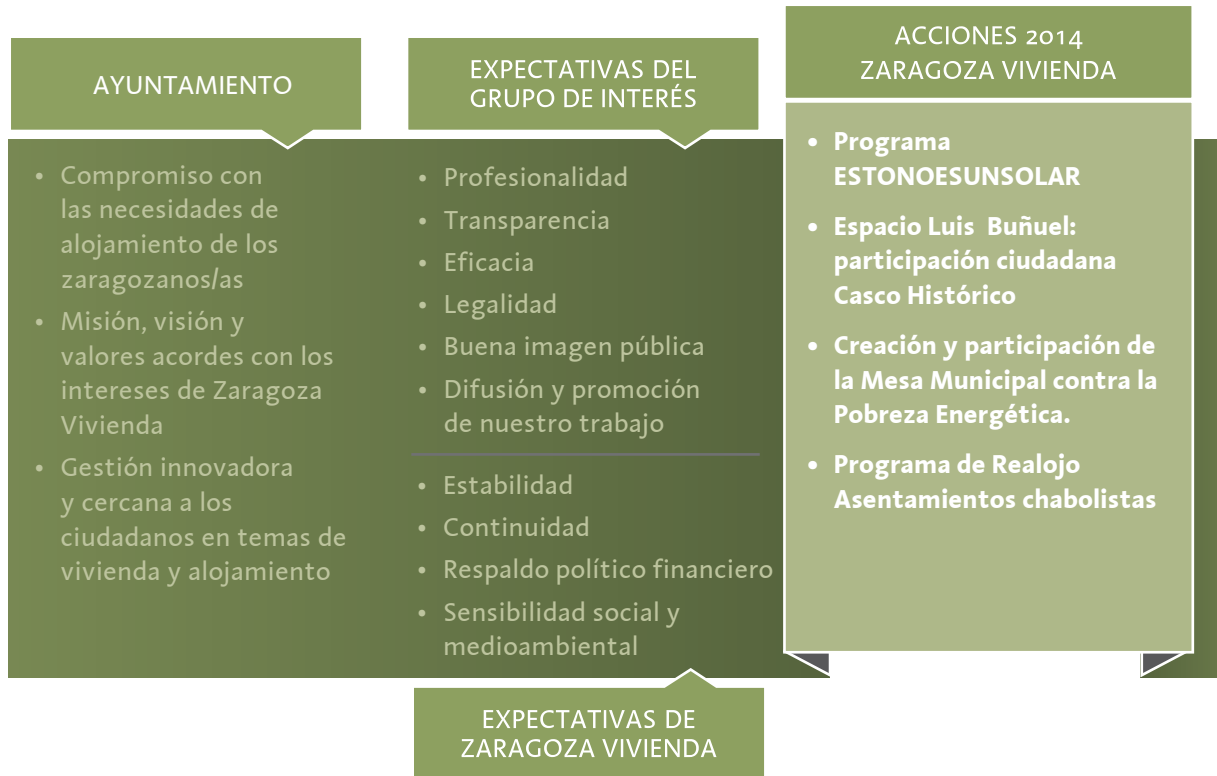 AYUNTAMIENTO
• Compromiso con
las necesidades de
alojamiento de los
zaragozanos/as
• Misión, visión y
valores acordes con los
intereses de Zaragoza
Vivienda
• Gestión innovadora
y cercana a los
ciudadanos en temas de
vivienda y alojamiento
EXPECTATIVAS DEL
GRUPO DE INTERÉS
• Profesionalidad
• Transparencia
• Eficacia
• Legalidad
• Buena imagen pública
• Difusión y promoción
de nuestro trabajo
• Estabilidad
• Continuidad
• Respaldo político financiero
• Sensibilidad social y
medioambiental
EXPECTATIVAS DE
ZARAGOZA VIVIENDA
ACCIONES 2014
ZARAGOZA VIVIENDA
• Programa
ESTONOESUNSOLAR
• Espacio Luis  Buñuel:
participación ciudadana
Casco Histórico
• Creación y participación de
la Mesa Municipal contra la
Pobreza Energética.
• Programa de Realojo
Asentamientos chabolistas